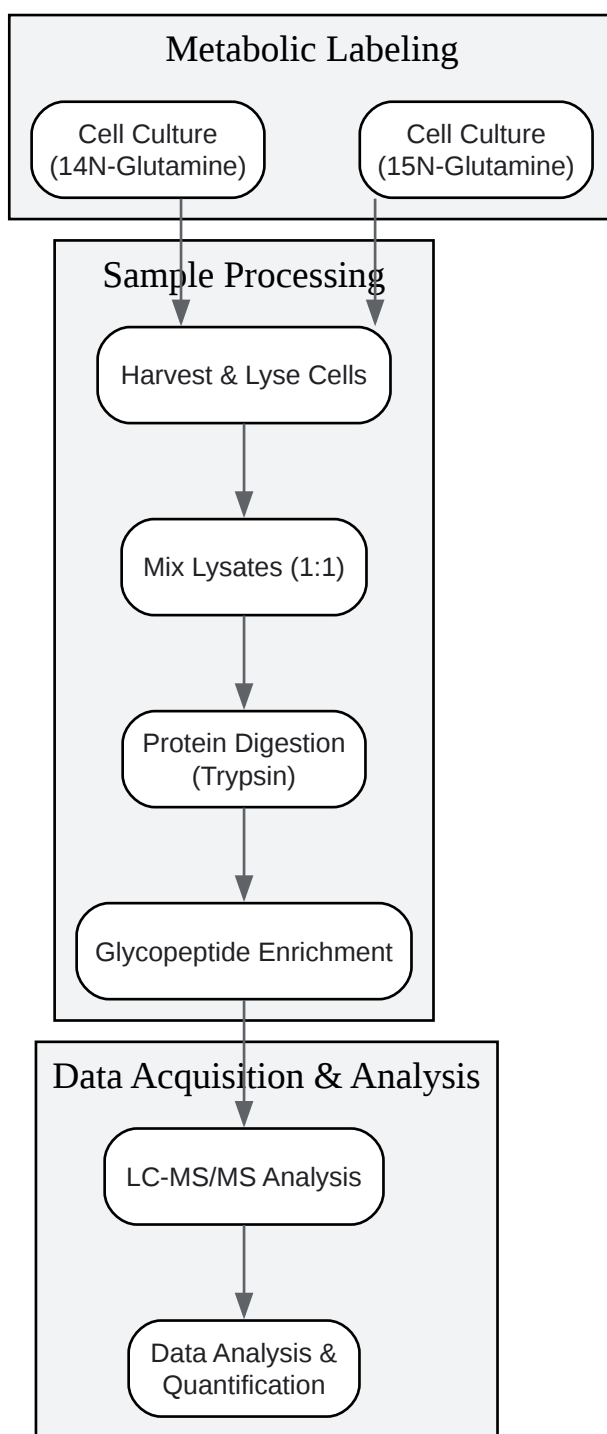 Metabolic Labeling
Cell Culture
(14N-Glutamine)
Cell Culture
(15N-Glutamine)
Sample Processing
Harvest & Lyse Cells
Mix Lysates (1:1)
Protein Digestion
(Trypsin)
Glycopeptide Enrichment
Data Acquisition & Analysis
LC-MS/MS Analysis
Data Analysis &
Quantification